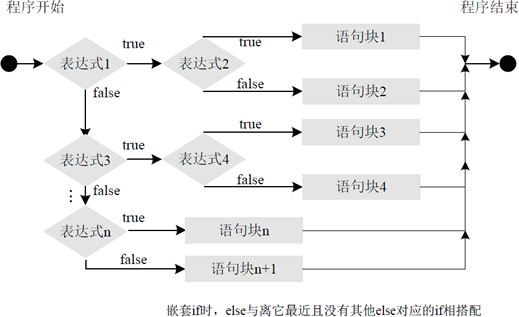 程序开始
程序结束
true
true
语句块1
表达式1
表达式2
false
false
语句块2
true
语句块3
true
表达式3
表达式4
false
false
语句块4
⋮
true
表达式n
语句块n
false
语句块n+1
嵌套if时，else与离它最近且没有其他else对应的if相搭配